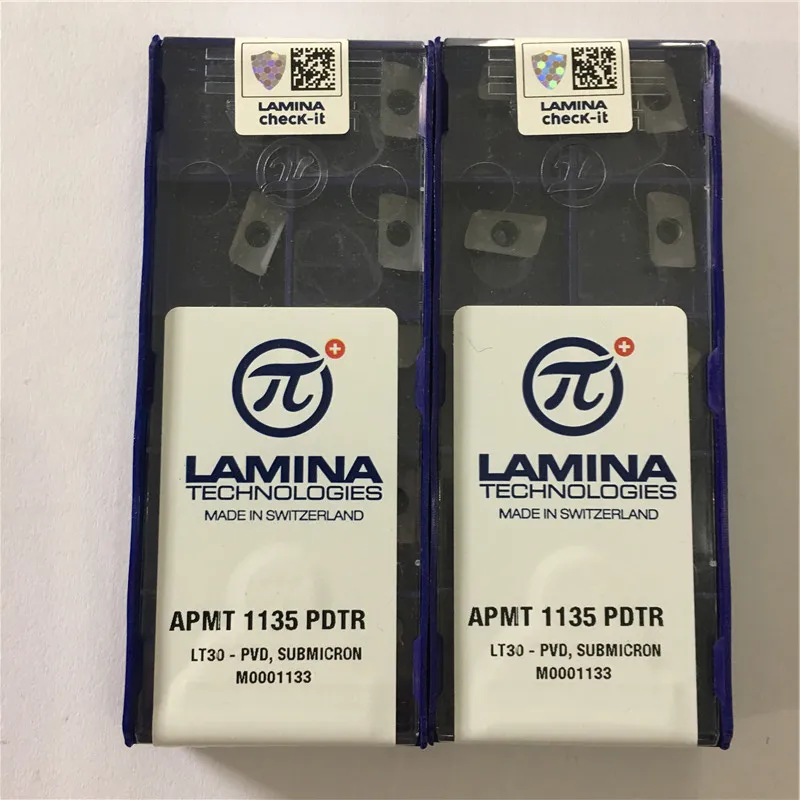 LAMINA
check-it
π
LAMINA
TECHNOLOGIES
MADE IN SWITZERLAND
APMT 1135 PDTR
LT30 - PVD, SUBMICRON
M0001133
LAMINA
check-it
π
LAMINA
TECHNOLOGIES
MADE IN SWITZERLAND
APMT 1135 PDTR
LT30 - PVD, SUBMICRON
M0001133